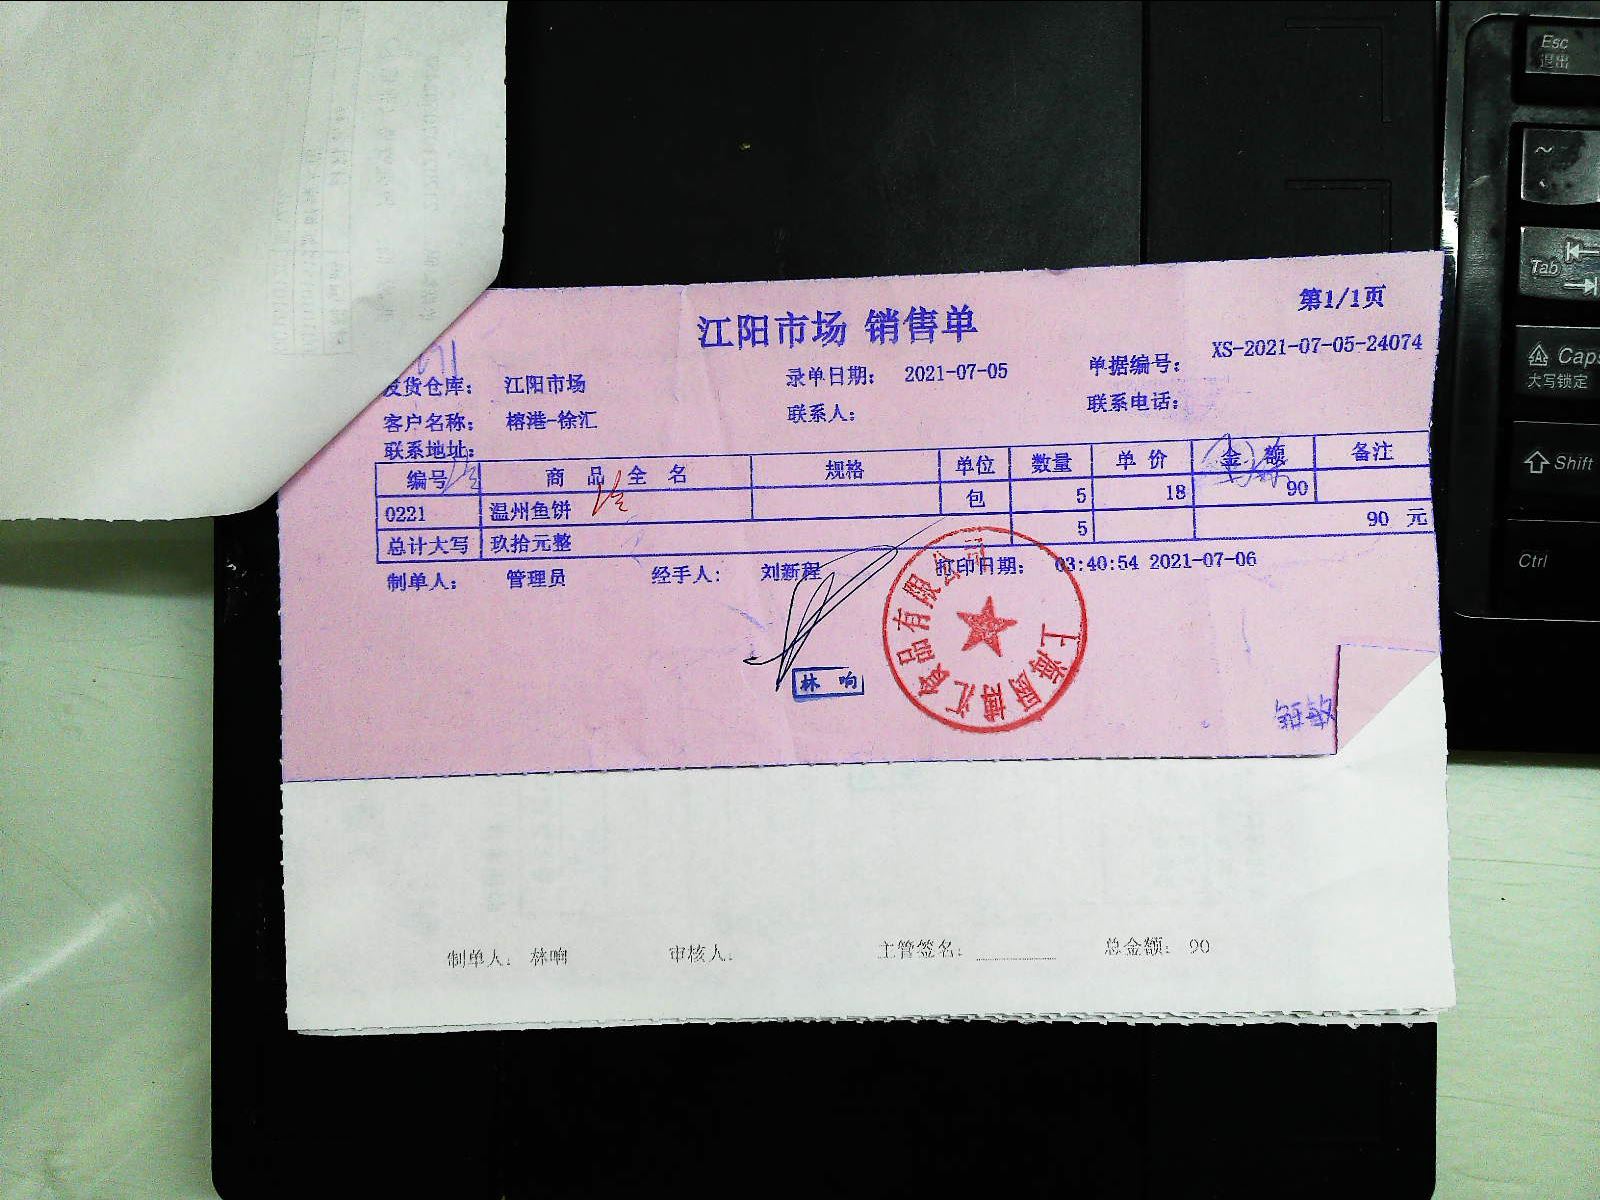 第1/1页
江阳市场 销售单
发货仓库： 江阳市场 录单日期： 2021-07-05 单据编号： XS-2021-07-05-24074
客户名称： 榕港-徐汇 联系人： 联系电话：
联系地址：
编号 商品全名 规格 单位 数量 单价 金额 备注
0221 温州鱼饼 包 5 18 90
总计大写 玖拾元整 5 90 元
制单人： 管理员 经手人： 刘新程 打印日期： 03:40:54 2021-07-06
林响
制单人： 林响 审核人： 主管签名： 总金额： 90
Esc
退出
~
Tab
Caps
大写锁定
Shift
Ctrl